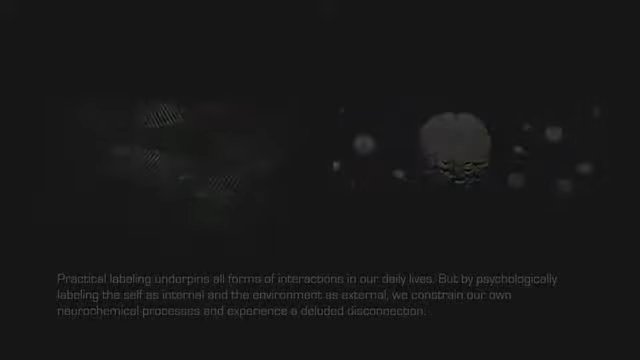 Practical labeling underpins all forms of interactions in our daily lives. But by psychologically
labeling the self as internal and the environment as external, we constrain our own
neurochemical processes and experience a deluded disconnection.